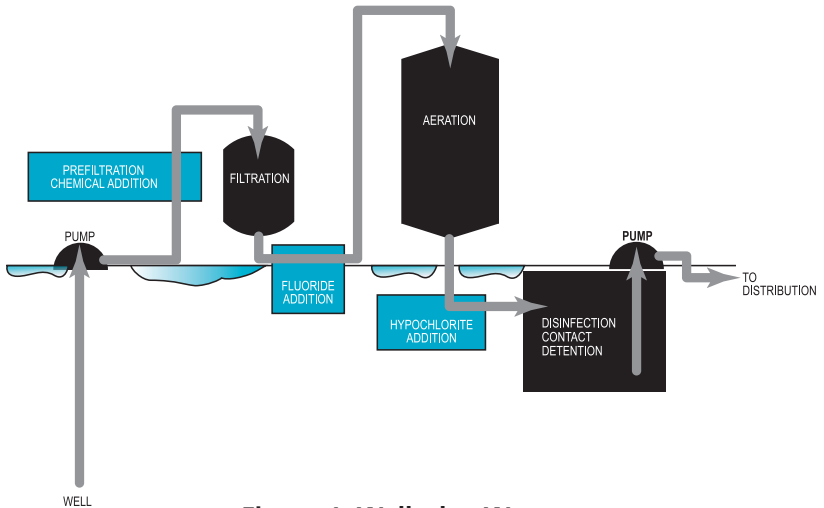 PREFILTRATION
CHEMICAL ADDITION
PUMP
FILTRATION
AERATION
FLUORIDE
ADDITION
HYPOCHLORITE
ADDITION
PUMP
DISINFECTION
CONTACT
DETENTION
TO
DISTRIBUTION
WELL